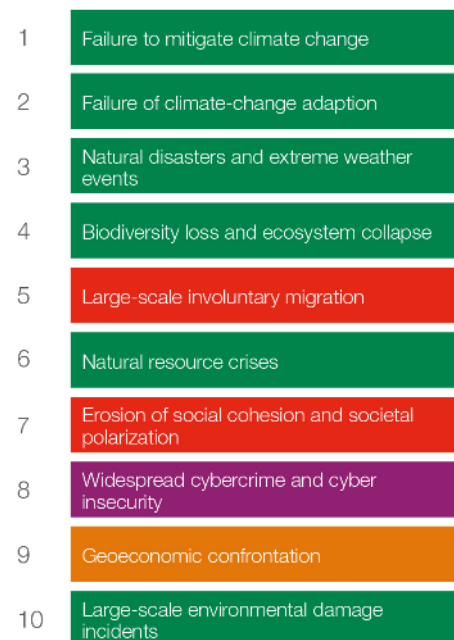 1 Failure to mitigate climate change
2 Failure of climate-change adaption
3 Natural disasters and extreme weather
events
4 Biodiversity loss and ecosystem collapse
5 Large-scale involuntary migration
6 Natural resource crises
7 Erosion of social cohesion and societal
polarization
8 Widespread cybercrime and cyber
insecurity
9 Geoeconomic confrontation
10 Large-scale environmental damage
incidents